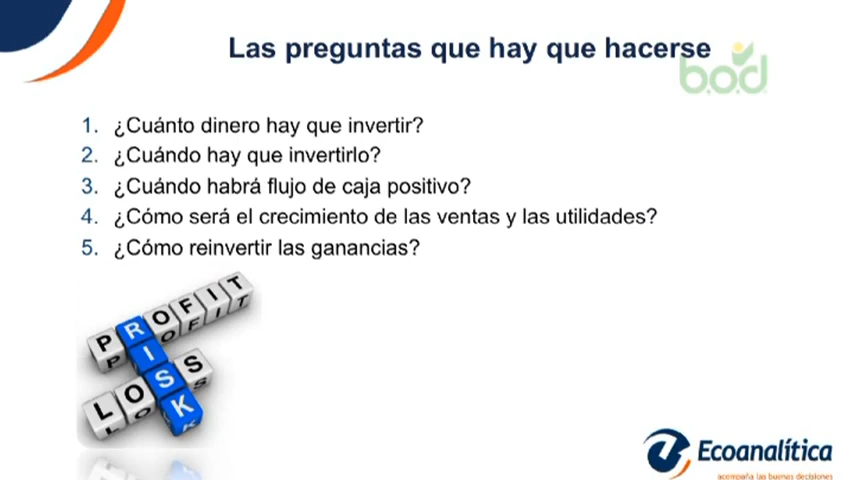 Las preguntas que hay que hacerse
b.o.d
1. ¿Cuánto dinero hay que invertir?
2. ¿Cuándo hay que invertirlo?
3. ¿Cuándo habrá flujo de caja positivo?
4. ¿Cómo será el crecimiento de las ventas y las utilidades?
5. ¿Cómo reinvertir las ganancias?
PROFIT
RISK
LOSS
Ecoanalítica
acompaña las buenas decisiones